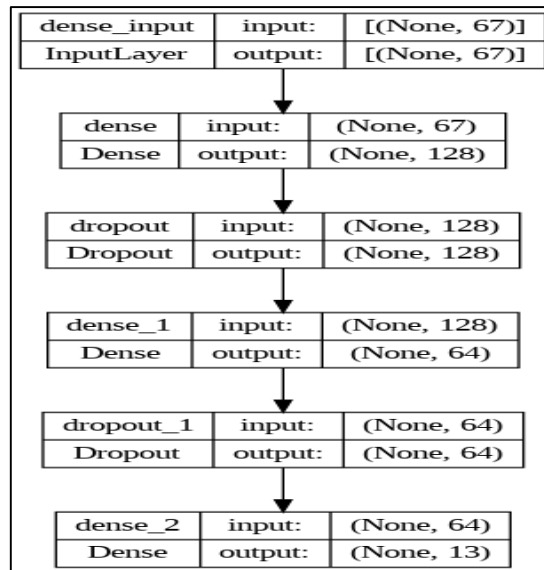 dense_input input: [(None, 67)]
InputLayer output: [(None, 67)]
dense input: (None, 67)
Dense output: (None, 128)
dropout input: (None, 128)
Dropout output: (None, 128)
dense_1 input: (None, 128)
Dense output: (None, 64)
dropout_1 input: (None, 64)
Dropout output: (None, 64)
dense_2 input: (None, 64)
Dense output: (None, 13)